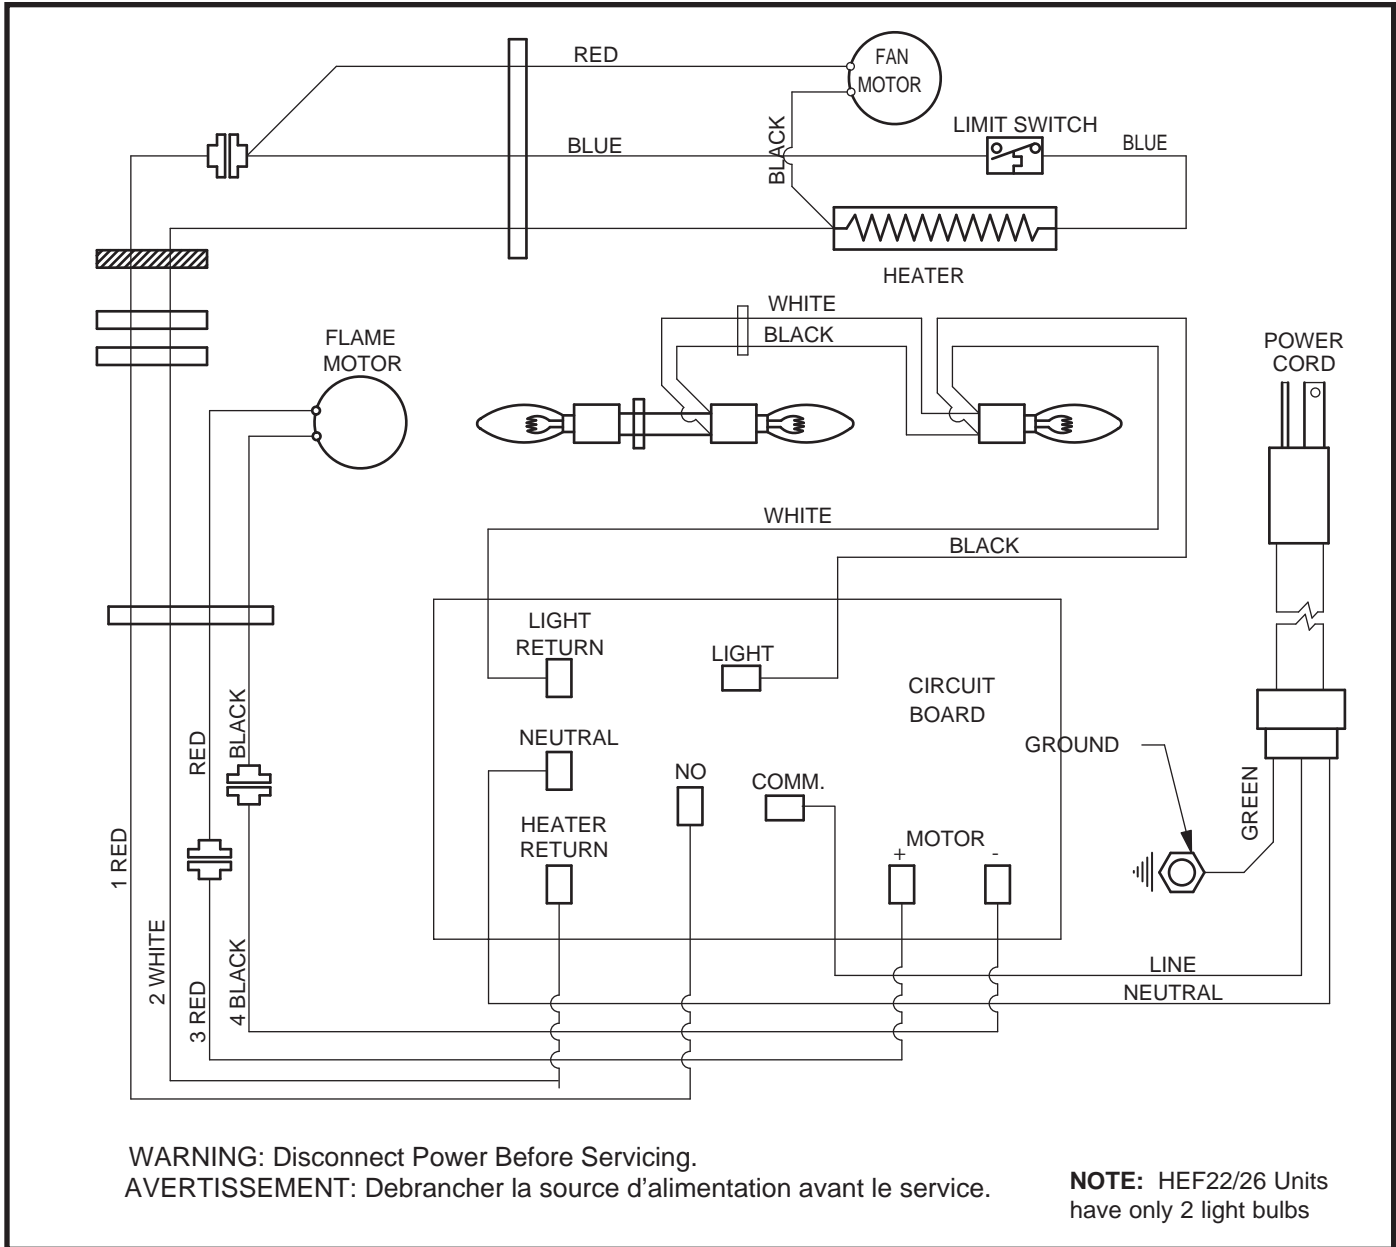 RED
FAN
MOTOR
BLACK
LIMIT SWITCH
BLUE
BLUE
HEATER
WHITE
BLACK
FLAME
MOTOR
POWER
CORD
WHITE
BLACK
LIGHT
RETURN
LIGHT
CIRCUIT
BOARD
RED
BLACK
NEUTRAL
NO
COMM.
GROUND
GREEN
HEATER
RETURN
+ MOTOR -
1 RED
2 WHITE
3 RED
4 BLACK
LINE
NEUTRAL
WARNING: Disconnect Power Before Servicing.
AVERTISSEMENT: Debrancher la source d'alimentation avant le service.
NOTE: HEF22/26 Units
have only 2 light bulbs